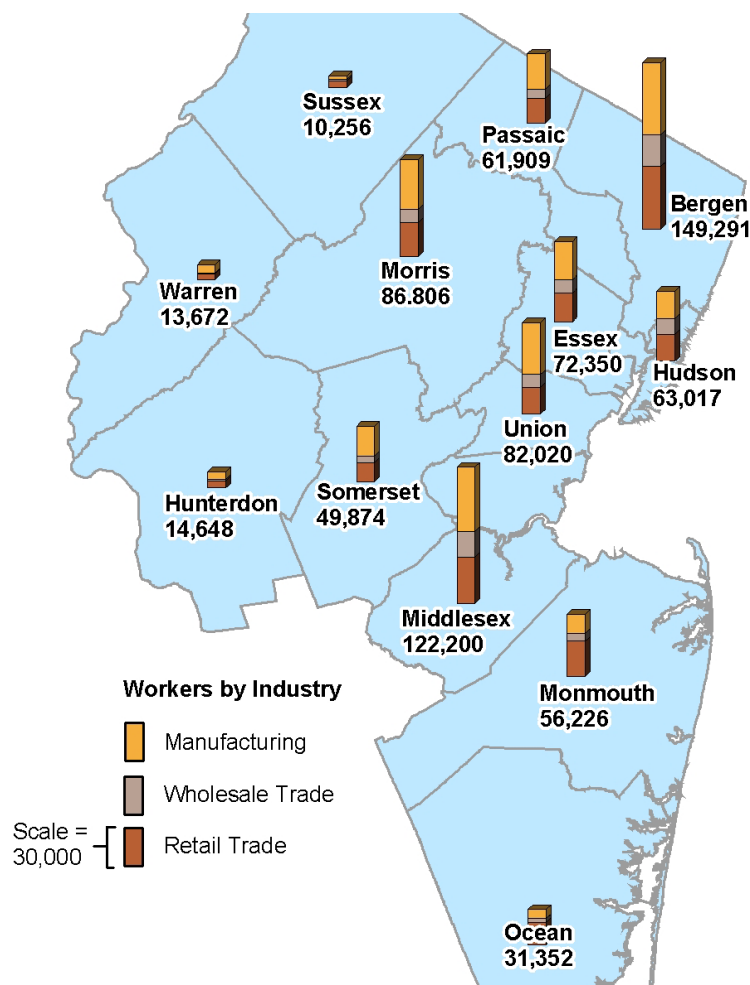 Sussex
10,256
Passaic
61,909
Bergen
149,291
Morris
86.806
Warren
13,672
Essex
72,350
Hudson
63,017
Union
82,020
Hunterdon
14,648
Somerset
49,874
Middlesex
122,200
Monmouth
56,226
Workers by Industry
Manufacturing
Wholesale Trade
Scale =
30,000
Retail Trade
Ocean
31,352